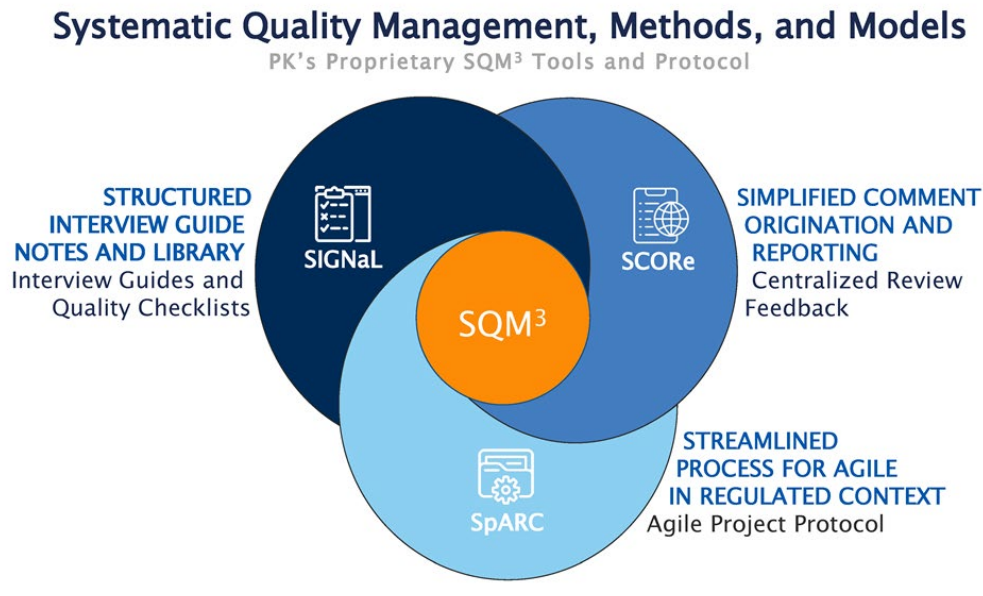 Systematic Quality Management, Methods, and Models
PK's Proprietary SQM³ Tools and Protocol
STRUCTURED
INTERVIEW GUIDE
NOTES AND LIBRARY
Interview Guides and
Quality Checklists
SIGNaL
SCORe
SIMPLIFIED COMMENT
ORIGINATION AND
REPORTING
Centralized Review
Feedback
SQM³
SpARC
STREAMLINED
PROCESS FOR AGILE
IN REGULATED CONTEXT
Agile Project Protocol